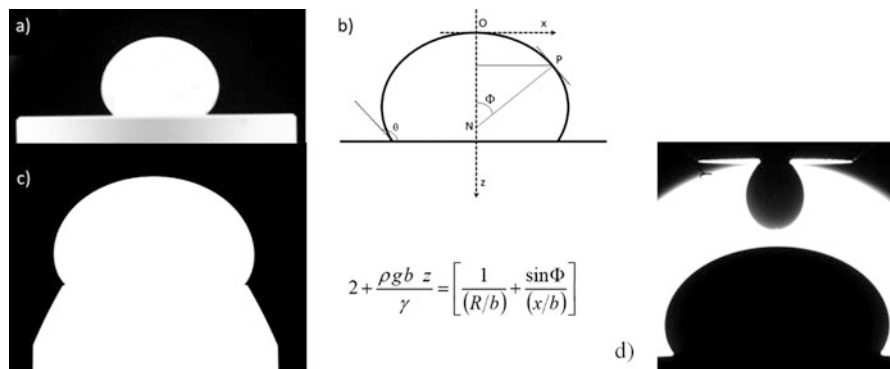 a)
b)
O
x
P
Φ
θ
N
z
c)
2 + ρgb z / γ = [ 1 / (R/b) + sinΦ / (x/b) ]
d)